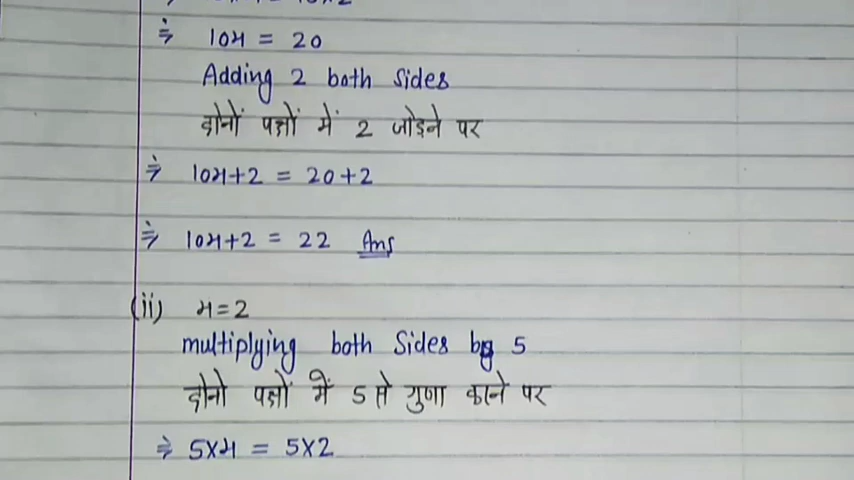 ⇒ 10x = 20
Adding 2 both Sides
दोनों पक्षों में 2 जोड़ने पर
⇒ 10x+2 = 20+2
⇒ 10x+2 = 22 Ans
(ii) x=2
multiplying both Sides by 5
दोनो पक्षों में 5 से गुणा करने पर
⇒ 5×x = 5×2